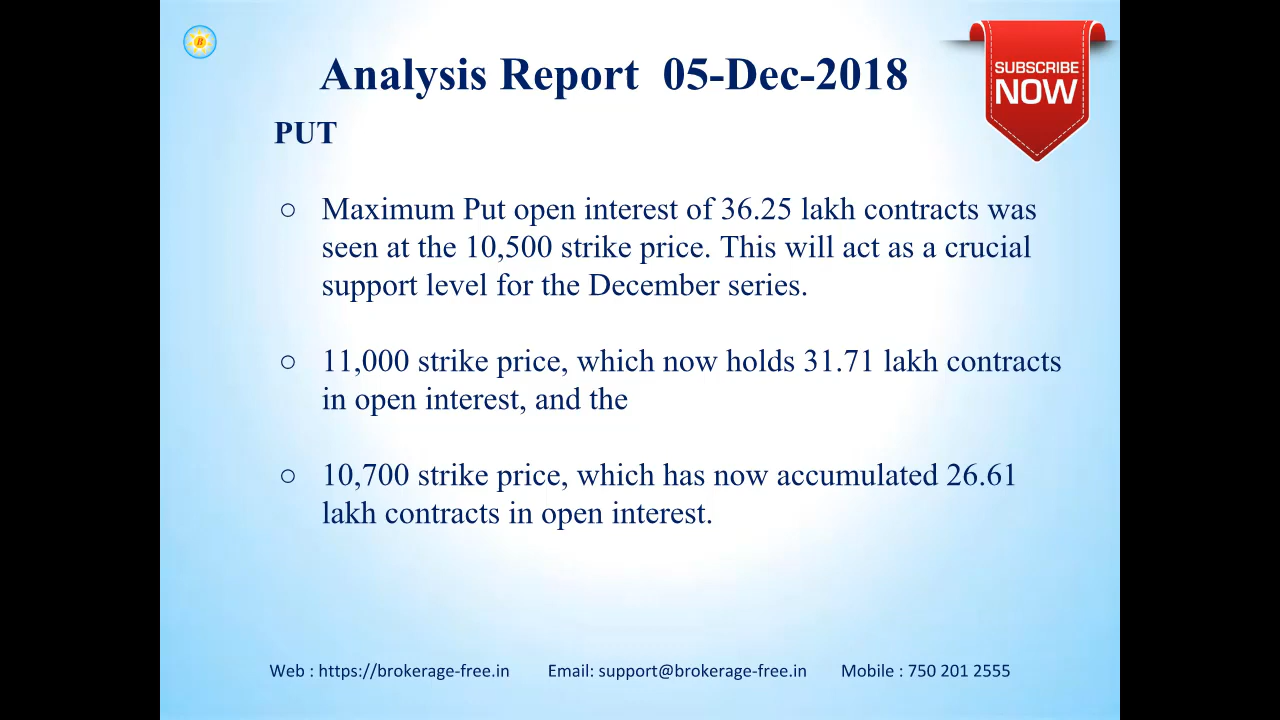 Analysis Report 05-Dec-2018
SUBSCRIBE
NOW
PUT
○ Maximum Put open interest of 36.25 lakh contracts was
seen at the 10,500 strike price. This will act as a crucial
support level for the December series.
○ 11,000 strike price, which now holds 31.71 lakh contracts
in open interest, and the
○ 10,700 strike price, which has now accumulated 26.61
lakh contracts in open interest.
Web : https://brokerage-free.in Email: support@brokerage-free.in Mobile : 750 201 2555